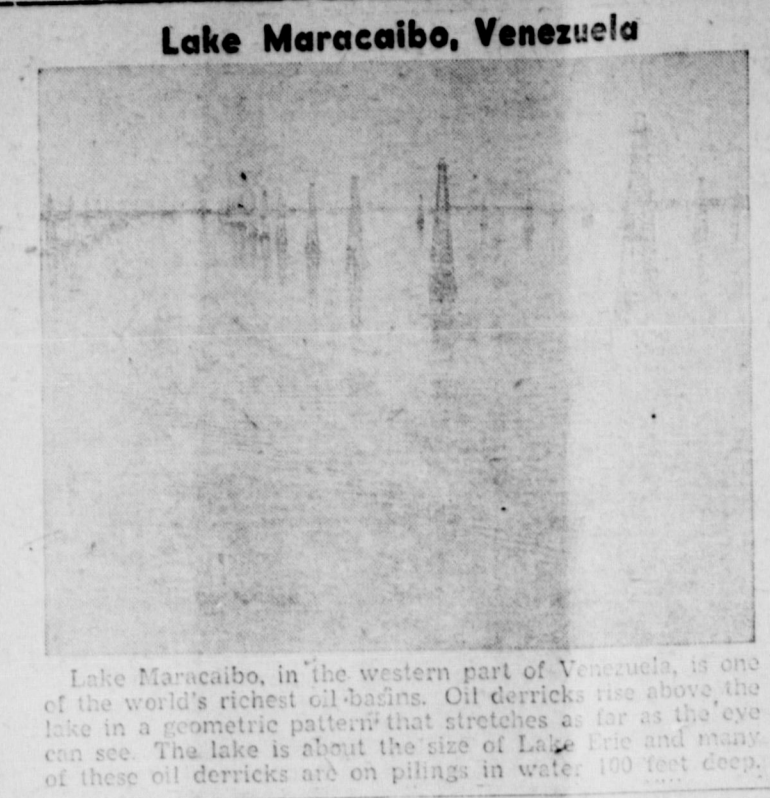 Lake Maracaibo, Venezuela
Lake Maracaibo, in the western part of Venezuela, is one
of the world's richest oil basins. Oil derricks rise above the
lake in a geometric pattern that stretches as far as the eye
can see. The lake is about the size of Lake Erie and many
of these oil derricks are on pilings in water 100 feet deep.